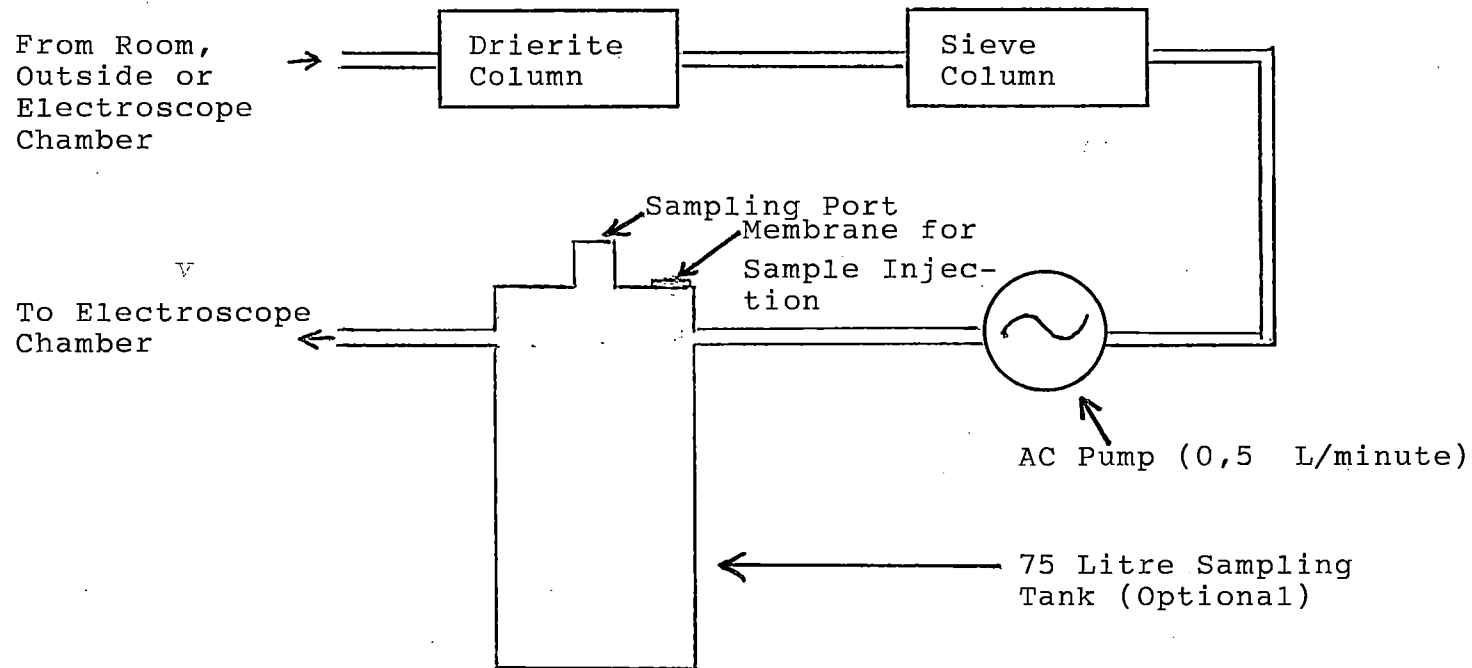 From Room,
Outside or
Electroscope
Chamber
Drierite
Column
Sieve
Column
Sampling Port
Membrane for
Sample Injec-
tion
V
To Electroscope
Chamber
AC Pump (0,5 L/minute)
75 Litre Sampling
Tank (Optional)